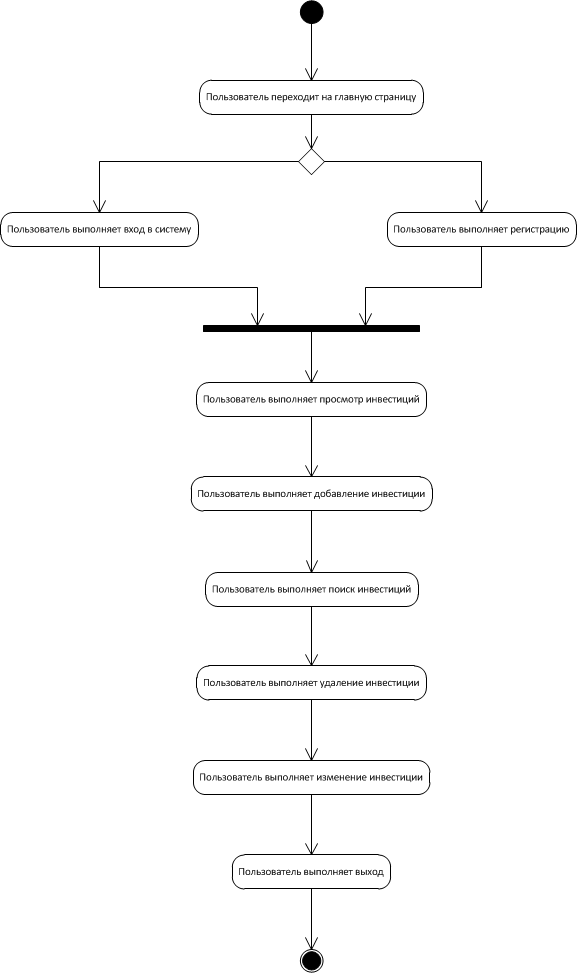 Пользователь переходит на главную страницу
Пользователь выполняет вход в систему
Пользователь выполняет регистрацию
Пользователь выполняет просмотр инвестиций
Пользователь выполняет добавление инвестиции
Пользователь выполняет поиск инвестиций
Пользователь выполняет удаление инвестиции
Пользователь выполняет изменение инвестиции
Пользователь выполняет выход